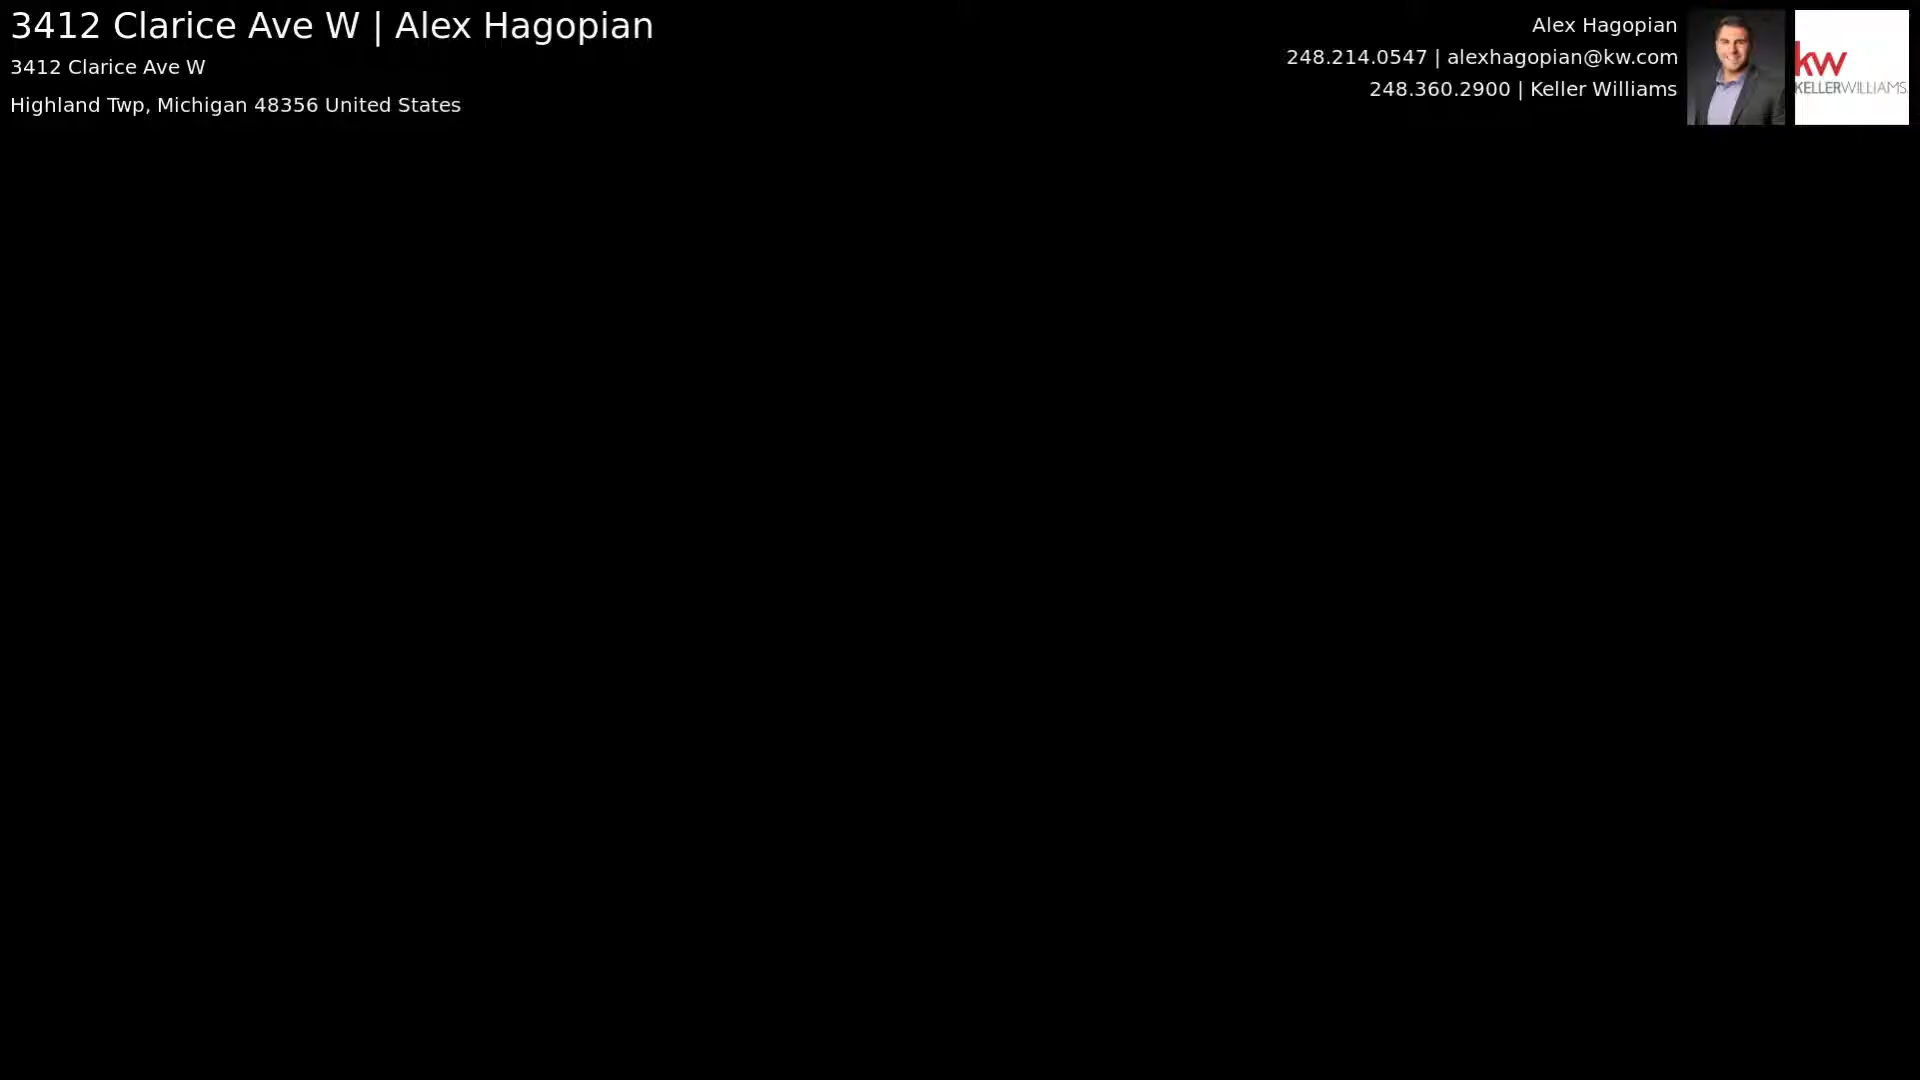 3412 Clarice Ave W | Alex Hagopian
3412 Clarice Ave W
Highland Twp, Michigan 48356 United States
Alex Hagopian
248.214.0547 | alexhagopian@kw.com
248.360.2900 | Keller Williams
kw
KELLERWILLIAMS.